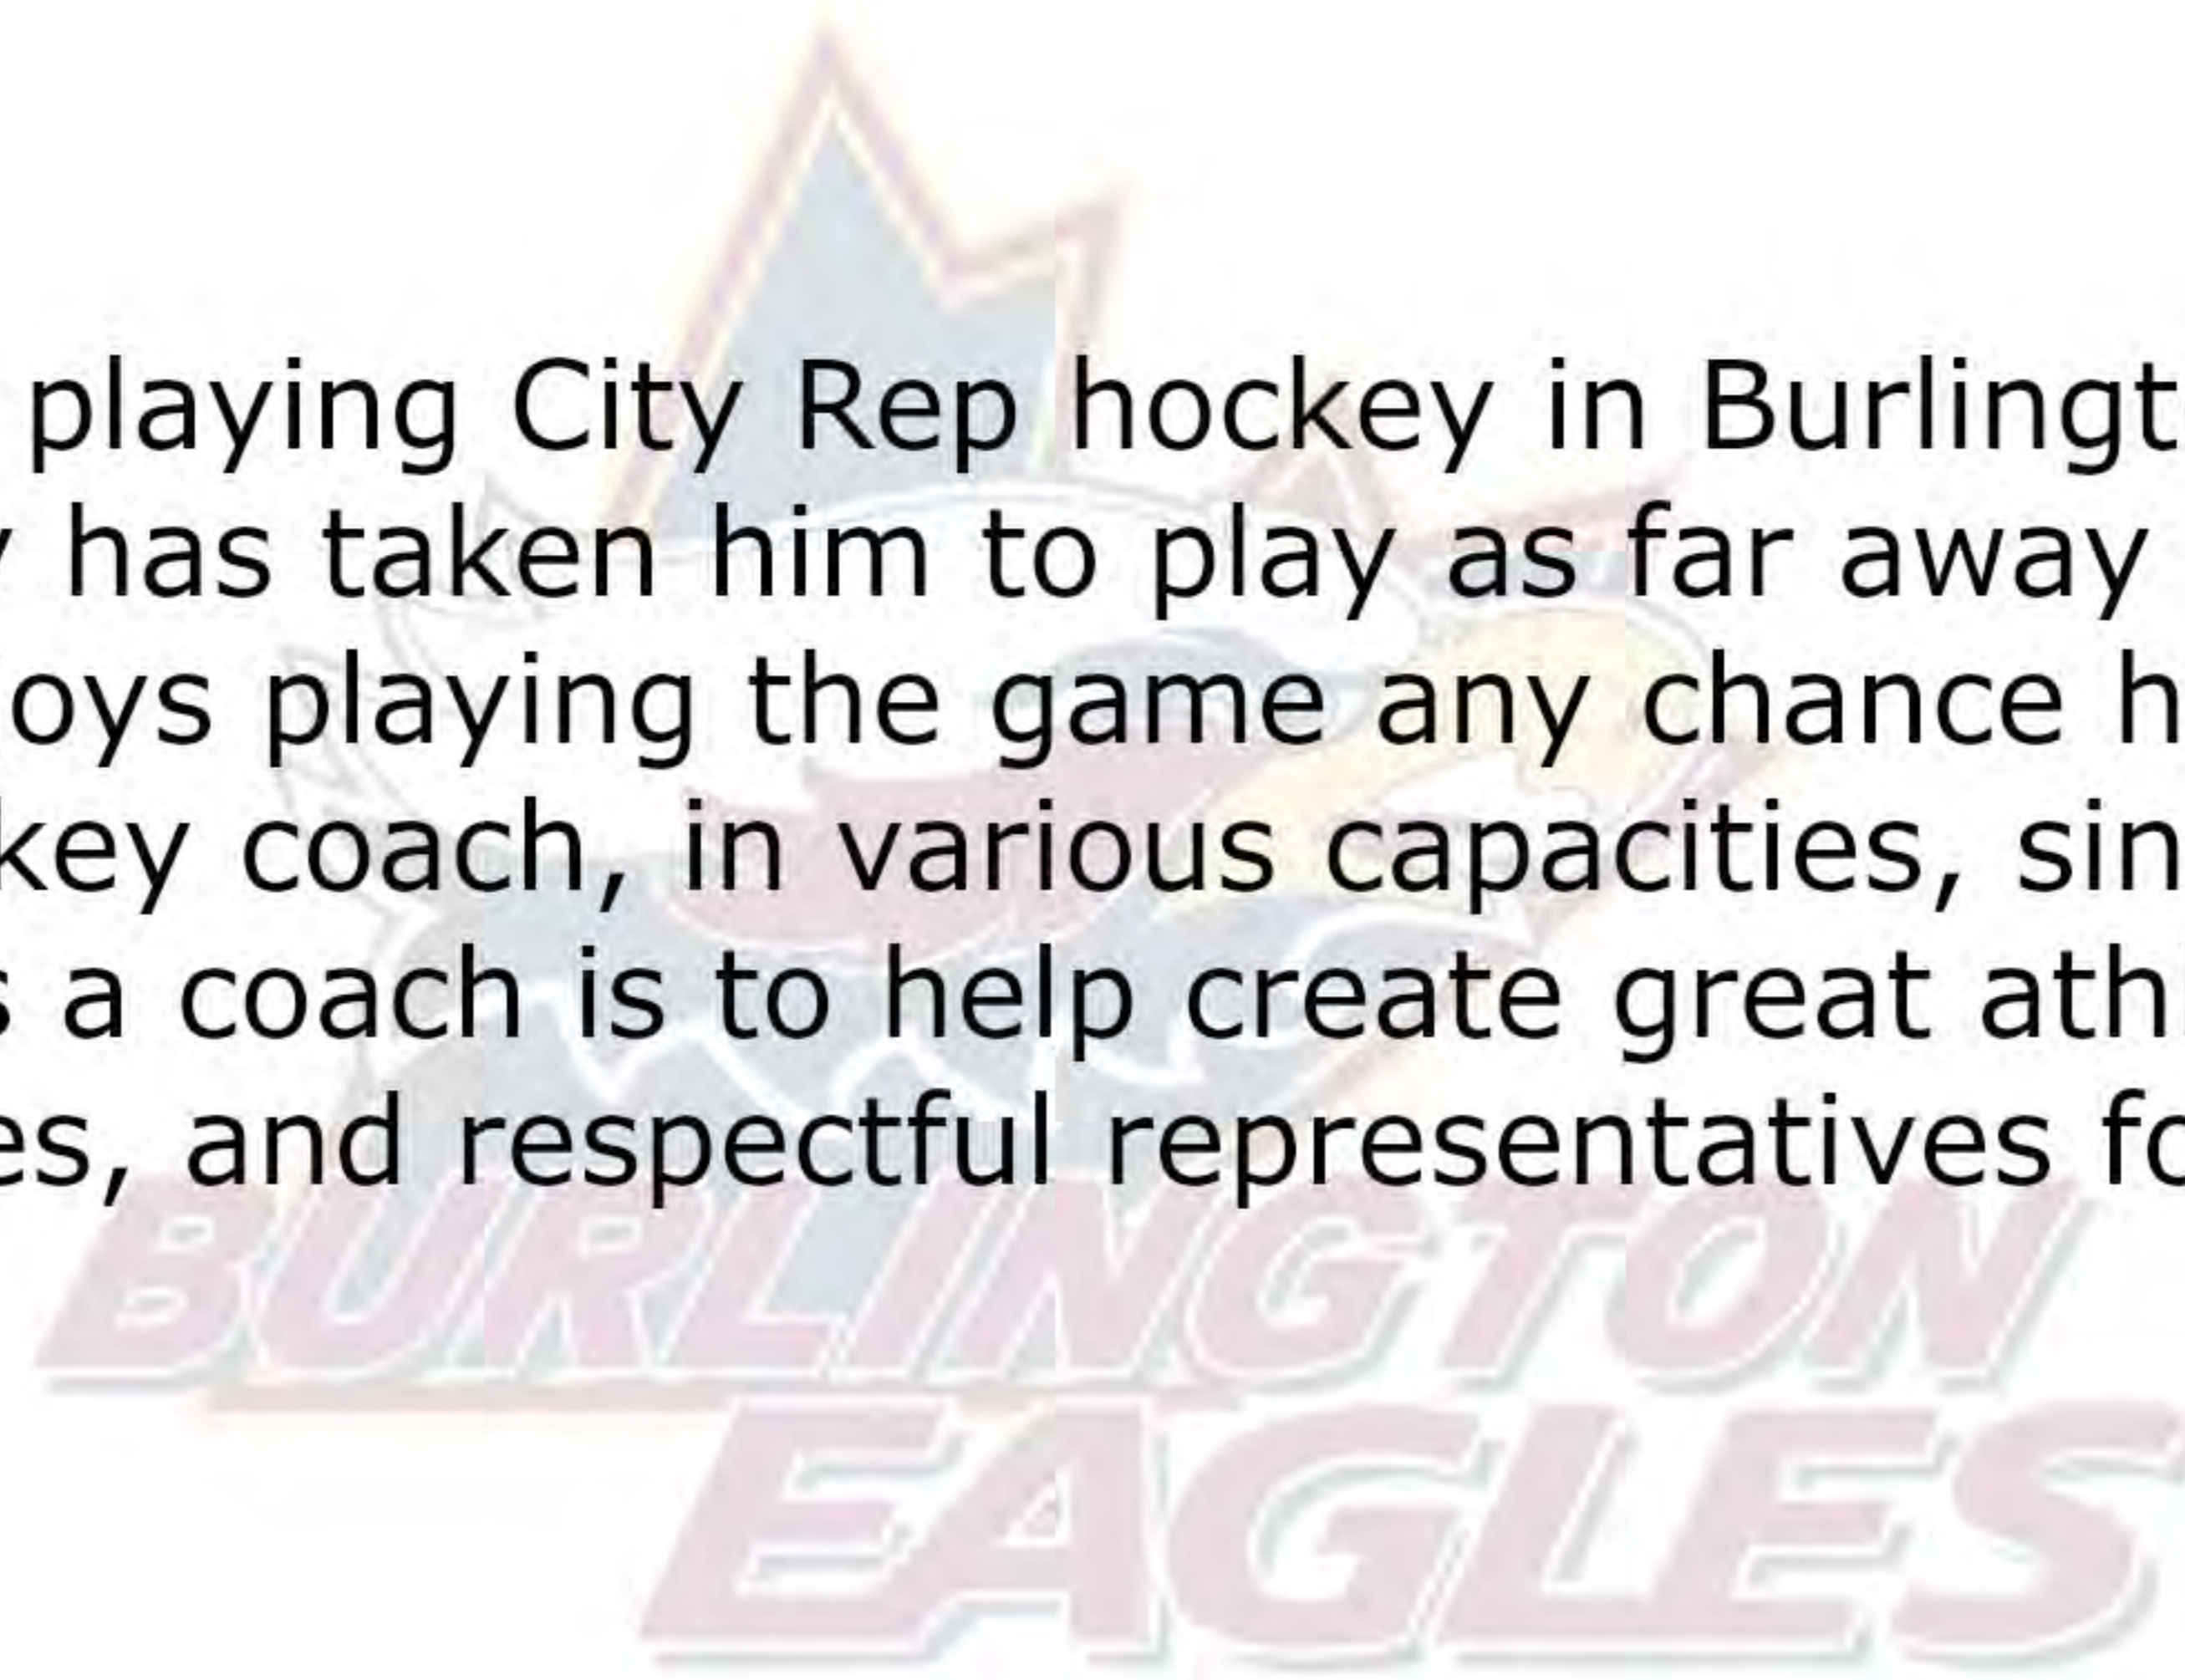 playing City Rep hockey in Burlingt
y has taken him to play as far away
joys playing the game any chance h
key coach, in various capacities, sin
s a coach is to help create great athl
es, and respectful representatives fo
BURLINGTON
EAGLES